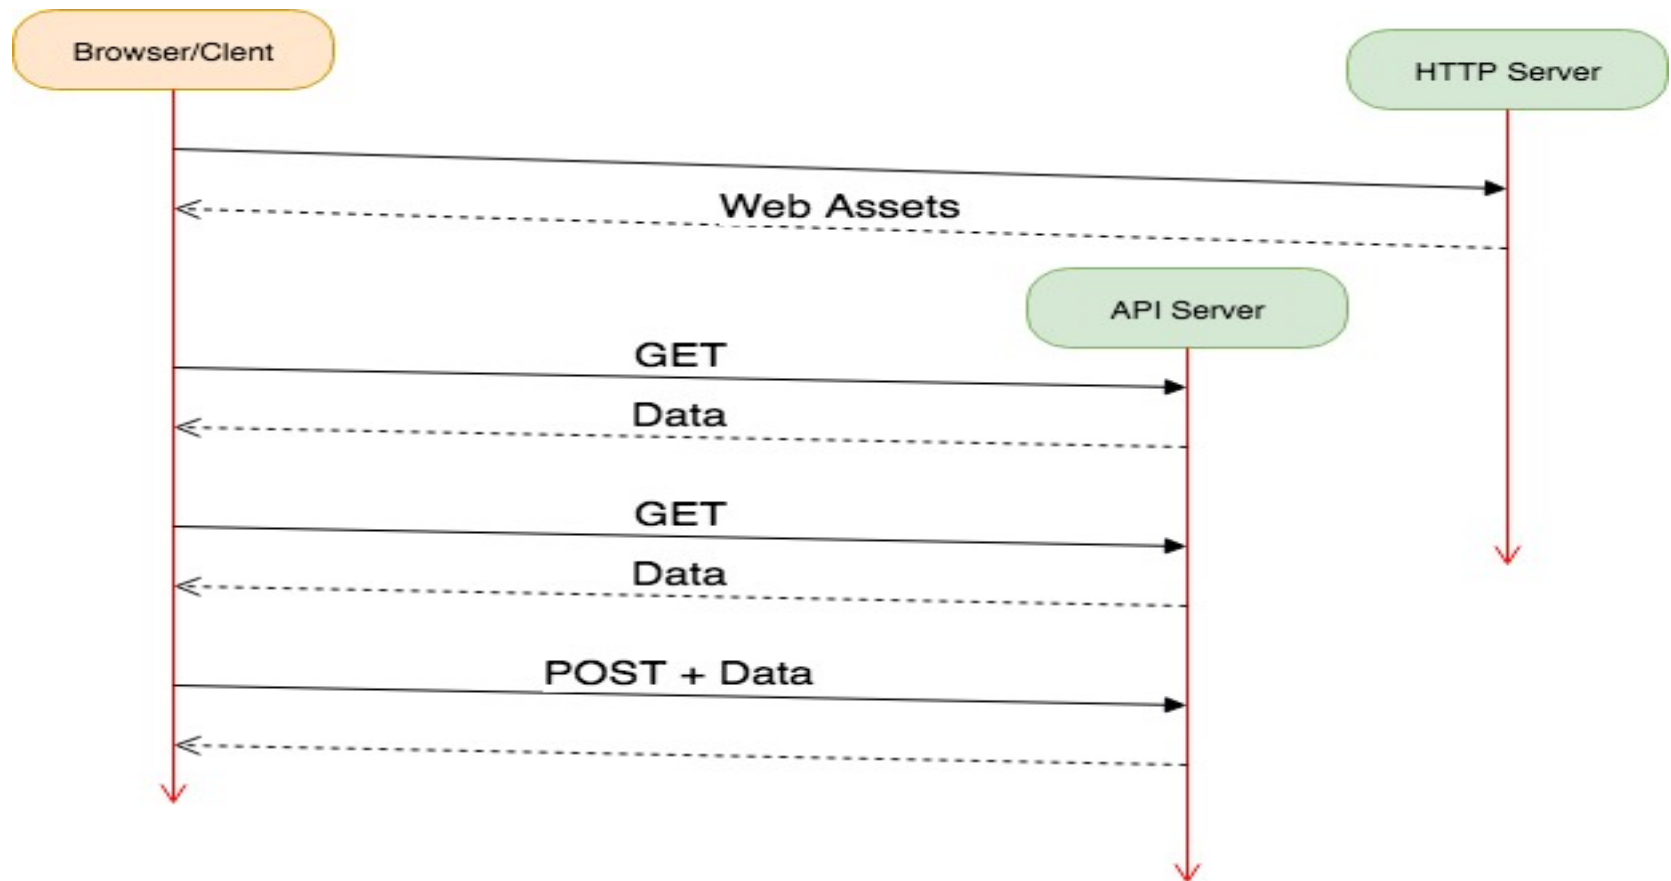 Browser/Clent
HTTP Server
Web Assets
API Server
GET
Data
GET
Data
POST + Data